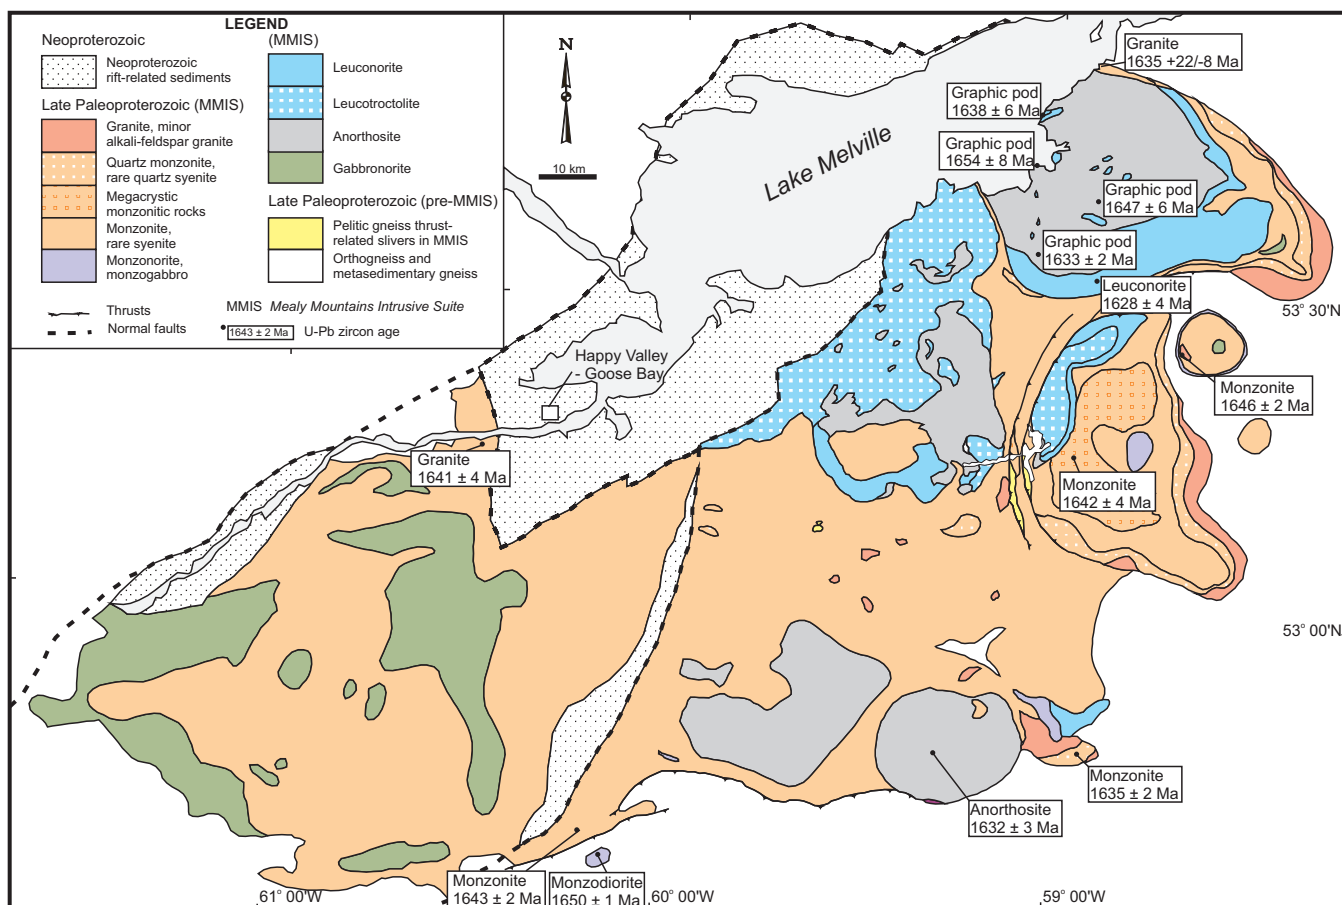 LEGEND
Neoproterozoic
Neoproterozoic
rift-related sediments
Late Paleoproterozoic (MMIS)
Granite, minor
alkali-feldspar granite
Quartz monzonite,
rare quartz syenite
Megacrystic
monzonitic rocks
Monzonite,
rare syenite
Monzonorite,
monzogabbro
Thrusts
Normal faults
(MMIS)
Leuconorite
Leucotroctolite
Anorthosite
Gabbronorite
Late Paleoproterozoic (pre-MMIS)
Pelitic gneiss thrust-
related slivers in MMIS
Orthogneiss and
metasedimentary gneiss
MMIS Mealy Mountains Intrusive Suite
1643 ± 2 Ma
U-Pb zircon age
N
10 km
Lake Melville
Granite
1635 +22/-8 Ma
Graphic pod
1638 ± 6 Ma
Graphic pod
1654 ± 8 Ma
Graphic pod
1647 ± 6 Ma
Graphic pod
1633 ± 2 Ma
Leuconorite
1628 ± 4 Ma
53° 30'N
Happy Valley
- Goose Bay
Monzonite
1646 ± 2 Ma
Granite
1641 ± 4 Ma
Monzonite
1642 ± 4 Ma
53° 00'N
Monzonite
1635 ± 2 Ma
Anorthosite
1632 ± 3 Ma
Monzonite
1643 ± 2 Ma
Monzodiorite
1650 ± 1 Ma
61° 00'W
60° 00'W
59° 00'W